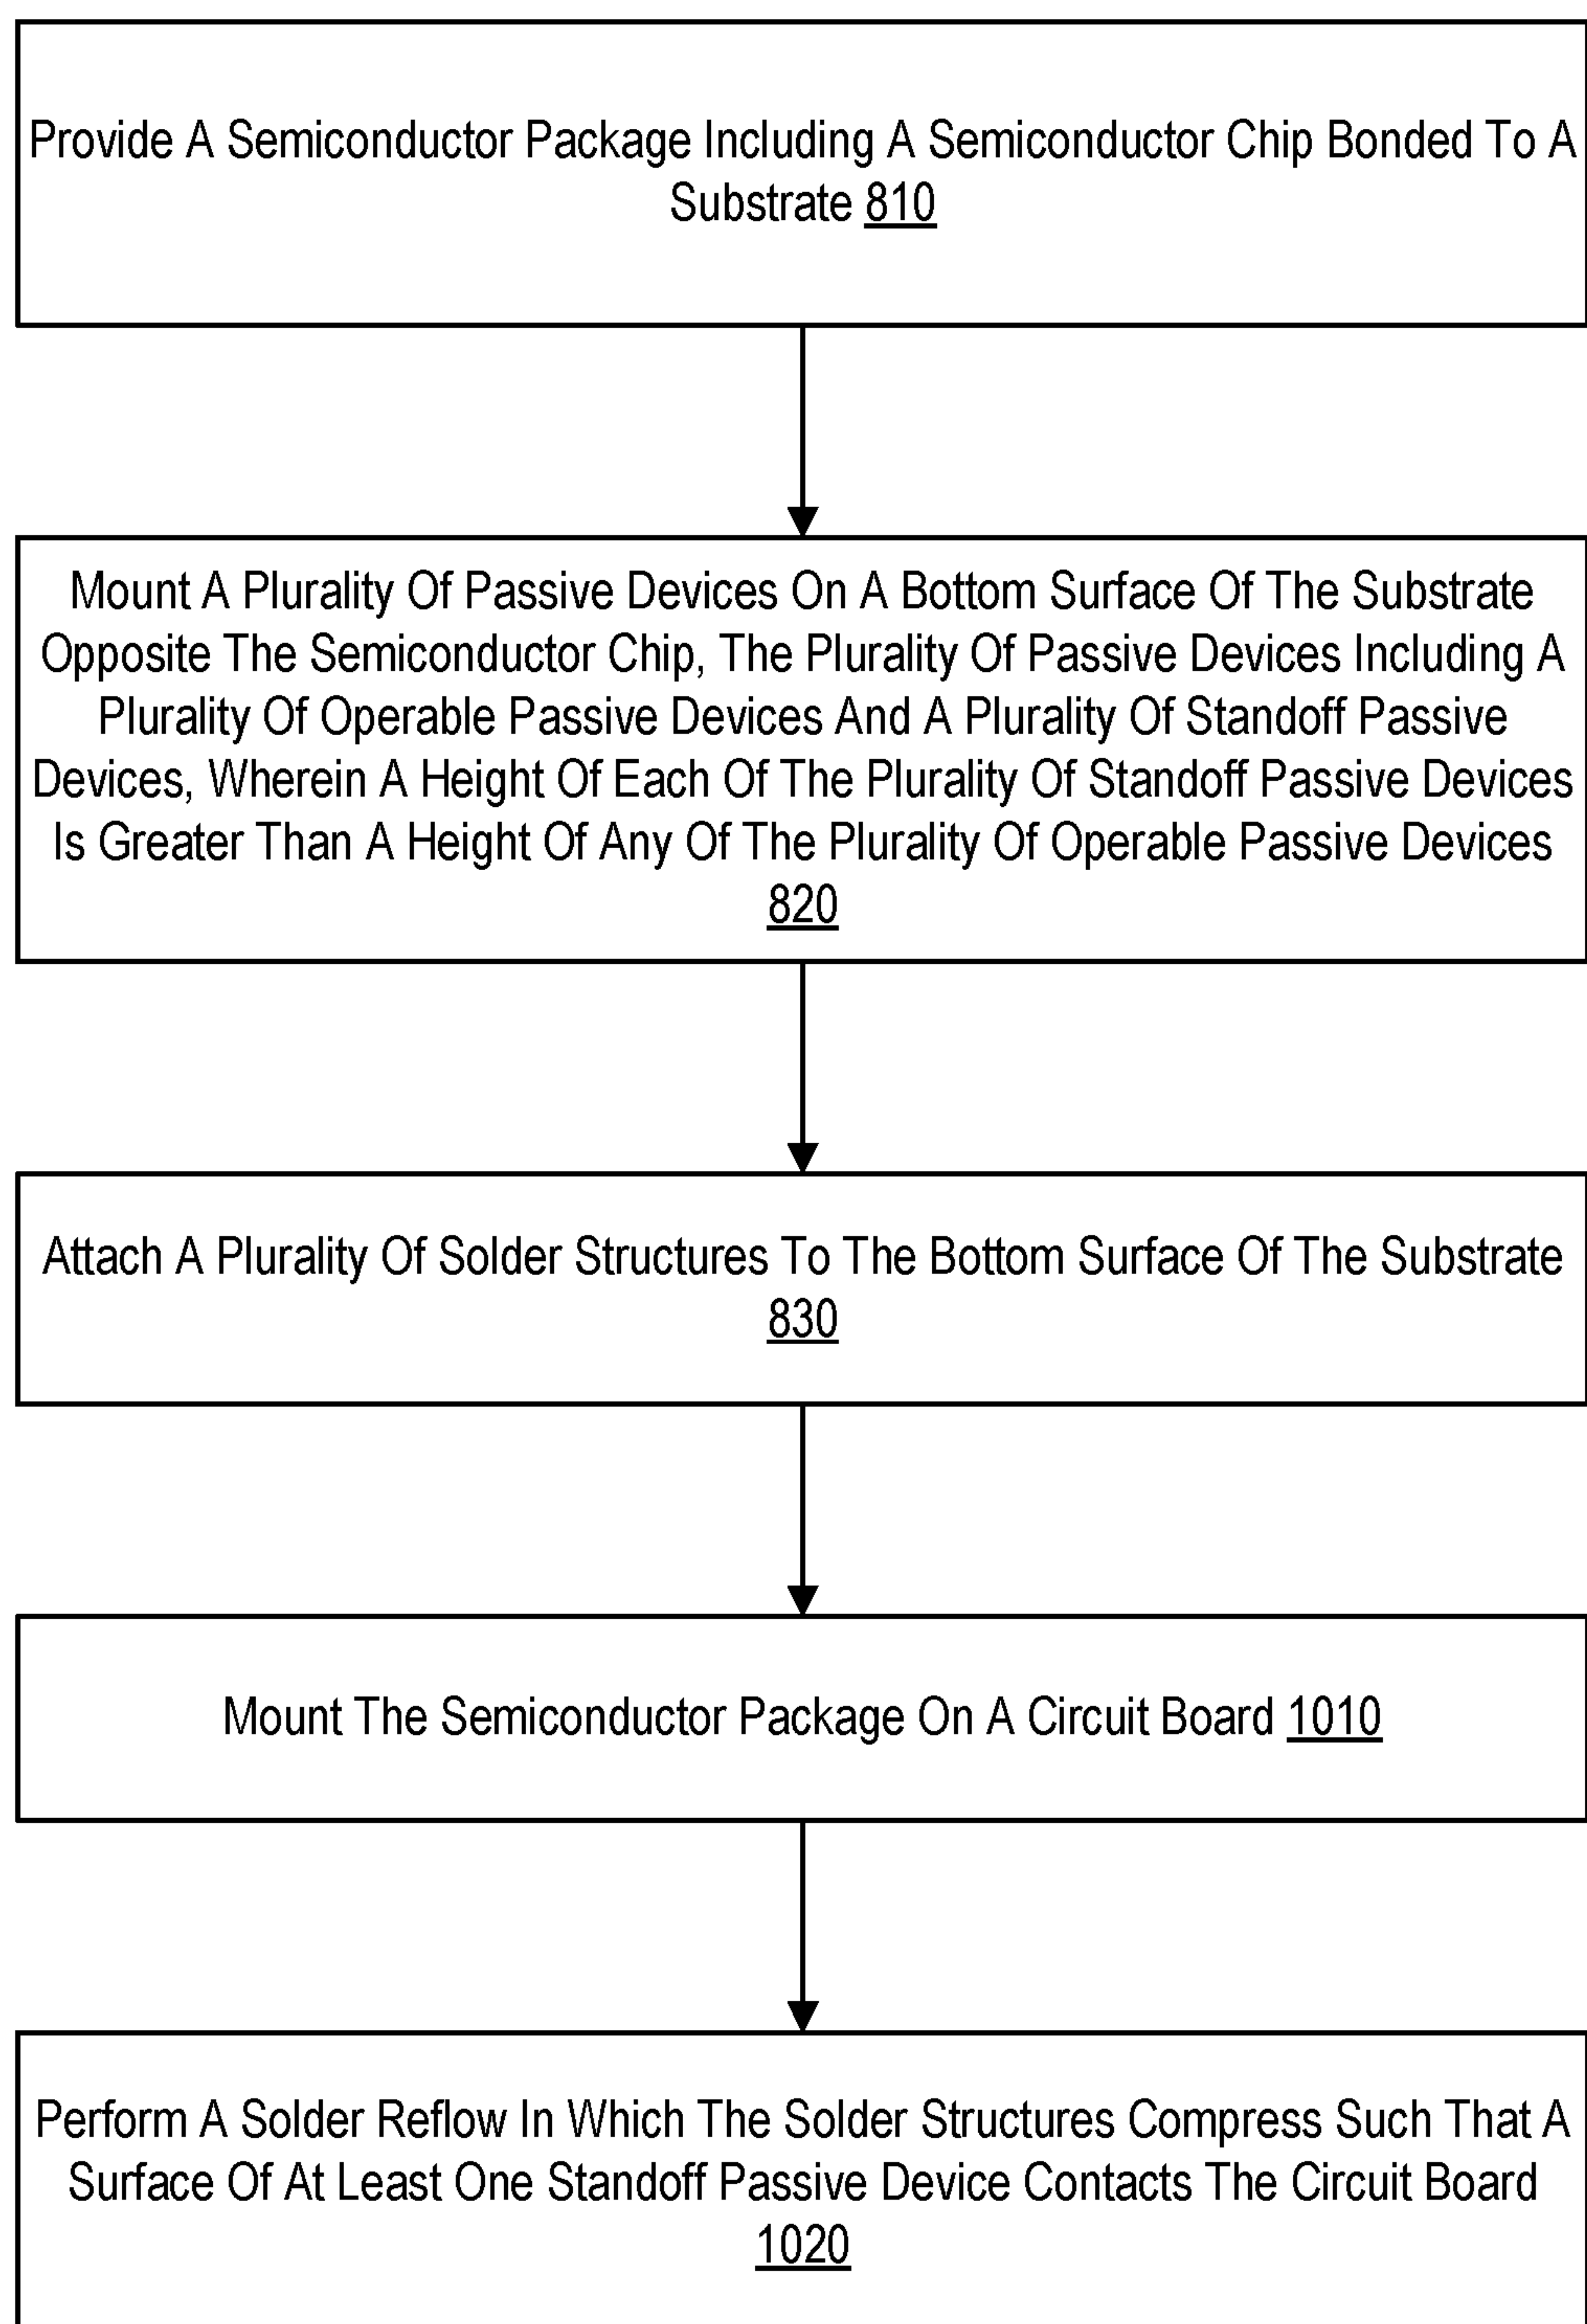 Provide A Semiconductor Package Including A Semiconductor Chip Bonded To A
Substrate 810
Mount A Plurality Of Passive Devices On A Bottom Surface Of The Substrate
Opposite The Semiconductor Chip, The Plurality Of Passive Devices Including A
Plurality Of Operable Passive Devices And A Plurality Of Standoff Passive
Devices, Wherein A Height Of Each Of The Plurality Of Standoff Passive Devices
Is Greater Than A Height Of Any Of The Plurality Of Operable Passive Devices
820
Attach A Plurality Of Solder Structures To The Bottom Surface Of The Substrate
830
Mount The Semiconductor Package On A Circuit Board 1010
Perform A Solder Reflow In Which The Solder Structures Compress Such That A
Surface Of At Least One Standoff Passive Device Contacts The Circuit Board
1020